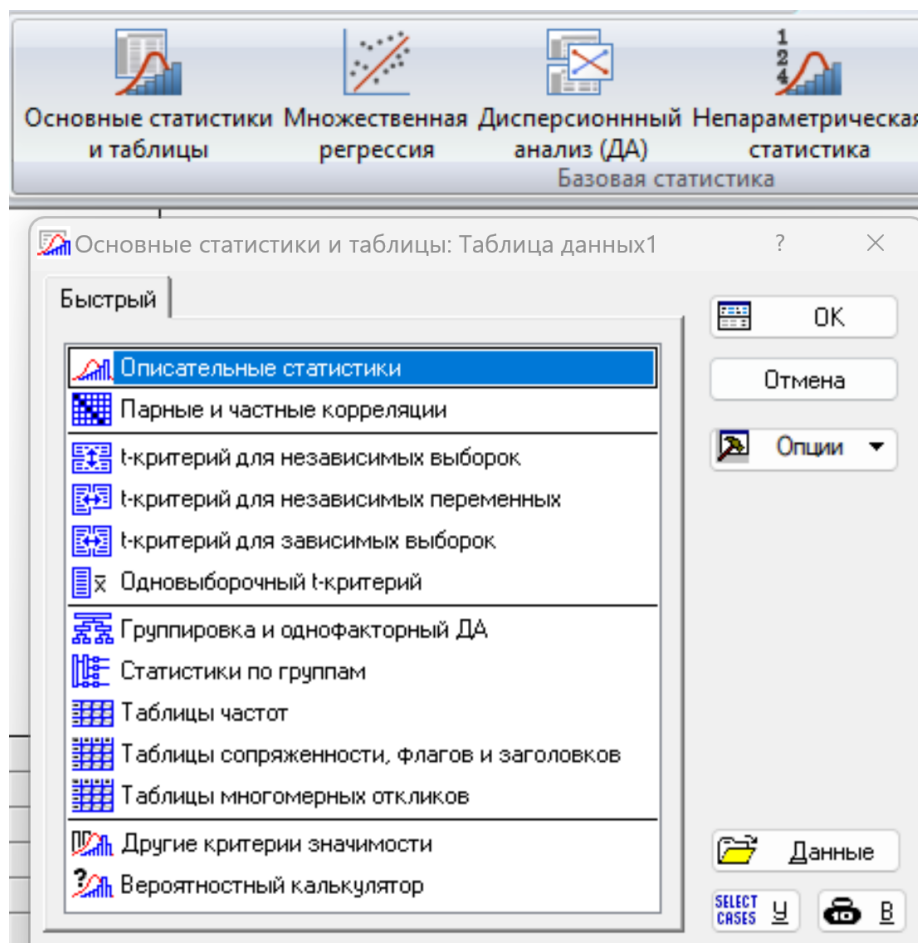 1
2
4
Основные статистики Множественная Дисперсионнный Непараметрическая
и таблицы регрессия анализ (ДА) статистика
Базовая статистика
Основные статистики и таблицы: Таблица данных1 ?
Быстрый
OK
Описательные статистики
Отмена
Парные и частные корреляции
Опции
t-критерий для независимых выборок
t-критерий для независимых переменных
t-критерий для зависимых выборок
x̄ Одновыборочный t-критерий
Группировка и однофакторный ДА
Статистики по группам
Таблицы частот
Таблицы сопряженности, флагов и заголовков
Таблицы многомерных откликов
Другие критерии значимости
Данные
? Вероятностный калькулятор
SELECT
CASES У В